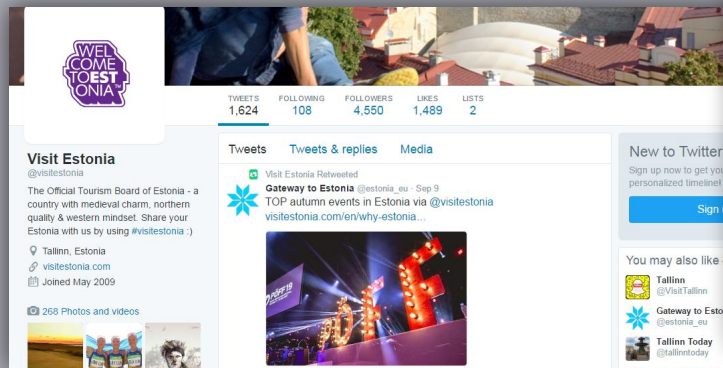 WEL
COME
TO EST
ONIA
TM
TWEETS
1,624
FOLLOWING
108
FOLLOWERS
4,550
LIKES
1,489
LISTS
2
Visit Estonia
@visitestonia
The Official Tourism Board of Estonia - a
country with medieval charm, northern
quality & western mindset. Share your
Estonia with us by using #visitestonia :)
Tallinn, Estonia
visitestonia.com
Joined May 2009
268 Photos and videos
Tweets Tweets & replies Media
Visit Estonia Retweeted
Gateway to Estonia @estonia_eu · Sep 9
TOP autumn events in Estonia via @visitestonia
visitestonia.com/en/why-estonia…
PÖFF19
ÖFF
New to Twitter
Sign up now to get you
personalized timeline!
Sign
You may also like
Tallinn
@VisitTallinn
Gateway to Esto
@estonia_eu
Tallinn Today
@tallinntoday